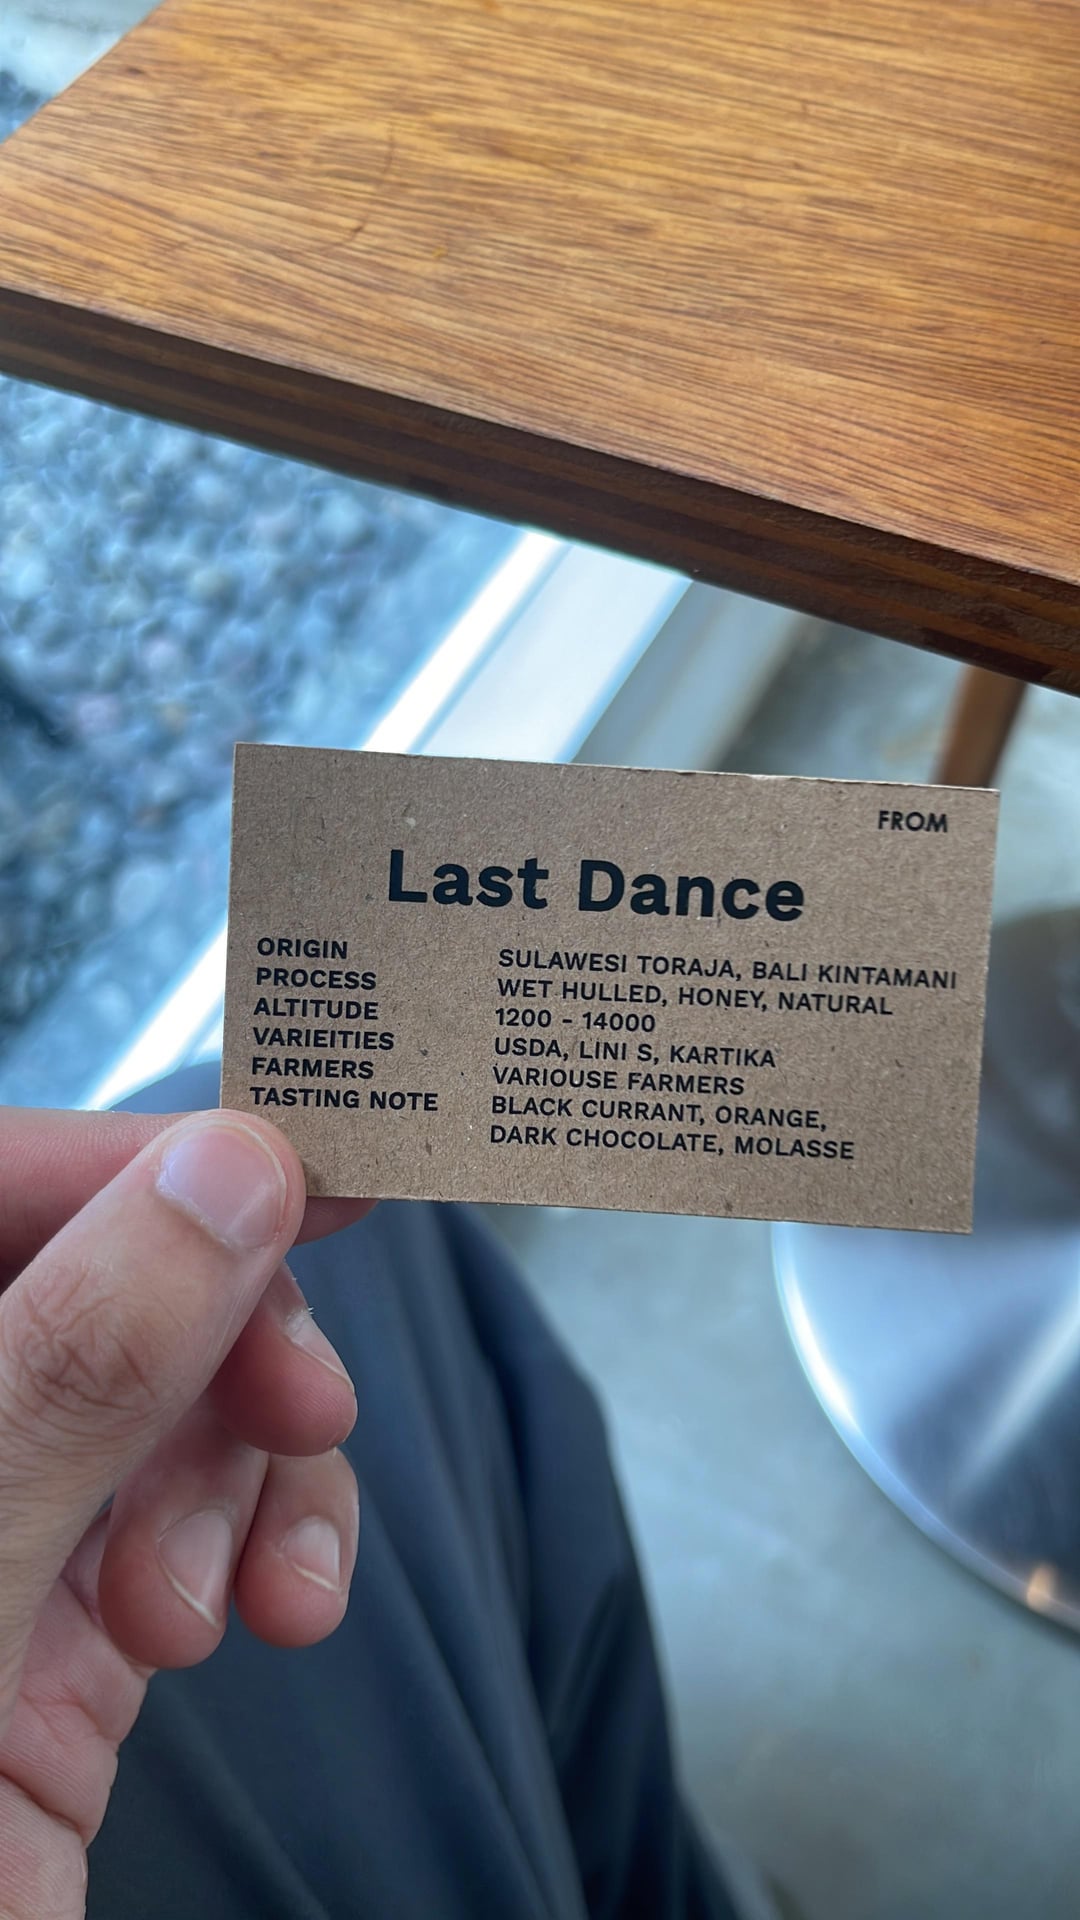 FROM
Last Dance
ORIGIN SULAWESI TORAJA, BALI KINTAMANI
PROCESS WET HULLED, HONEY, NATURAL
ALTITUDE 1200 - 14000
VARIEITIES USDA, LINI S, KARTIKA
FARMERS VARIOUSE FARMERS
TASTING NOTE BLACK CURRANT, ORANGE,
DARK CHOCOLATE, MOLASSE